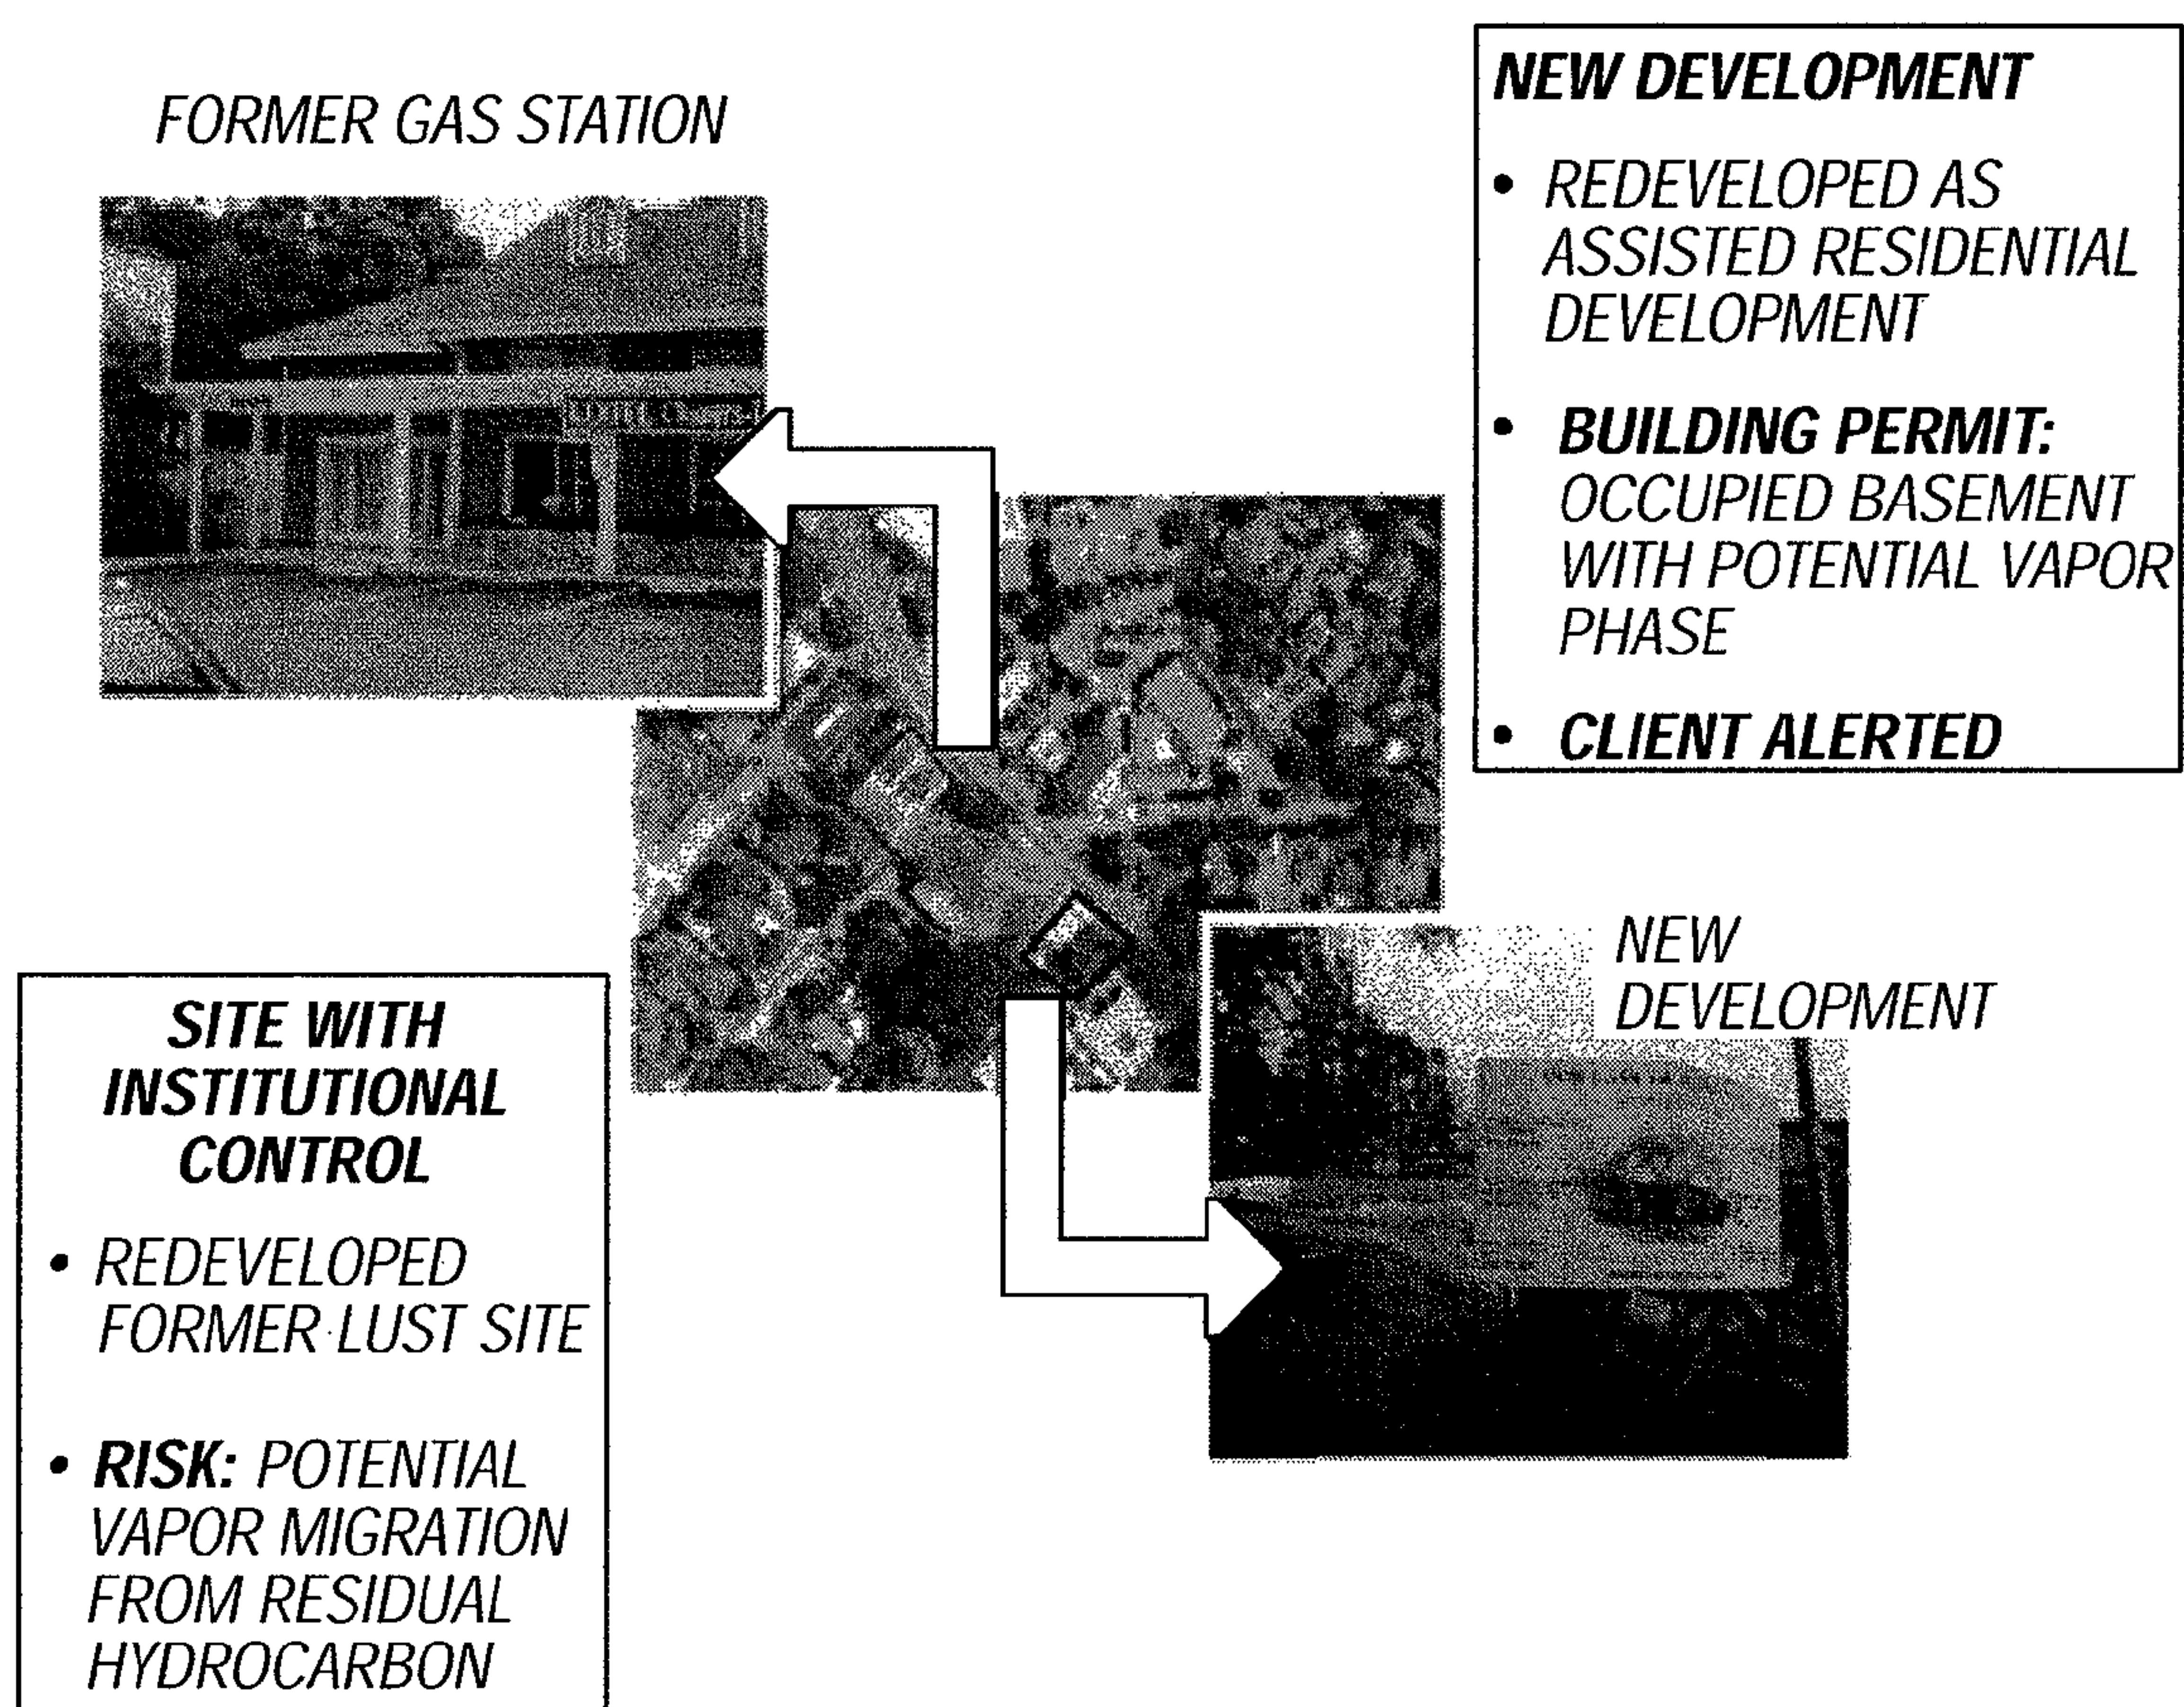 FORMER GAS STATION
NEW DEVELOPMENT
• REDEVELOPED AS
ASSISTED RESIDENTIAL
DEVELOPMENT
• BUILDING PERMIT:
OCCUPIED BASEMENT
WITH POTENTIAL VAPOR
PHASE
• CLIENT ALERTED
NEW
DEVELOPMENT
SITE WITH
INSTITUTIONAL
CONTROL
• REDEVELOPED
FORMER LUST SITE
• RISK: POTENTIAL
VAPOR MIGRATION
FROM RESIDUAL
HYDROCARBON